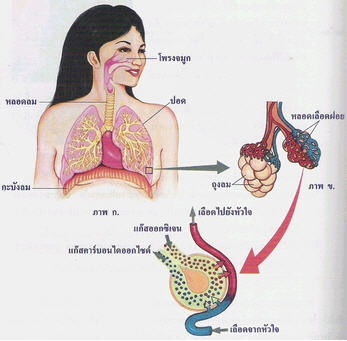 โพรงจมูก
หลอดลม
ปอด
หลอดเลือดฝอย
กะบังลม
ถุงลม
ภาพ ก.
ภาพ ข.
เลือดไปยังหัวใจ
แก๊สออกซิเจน
แก๊สคาร์บอนไดออกไซด์
เลือดจากหัวใจ